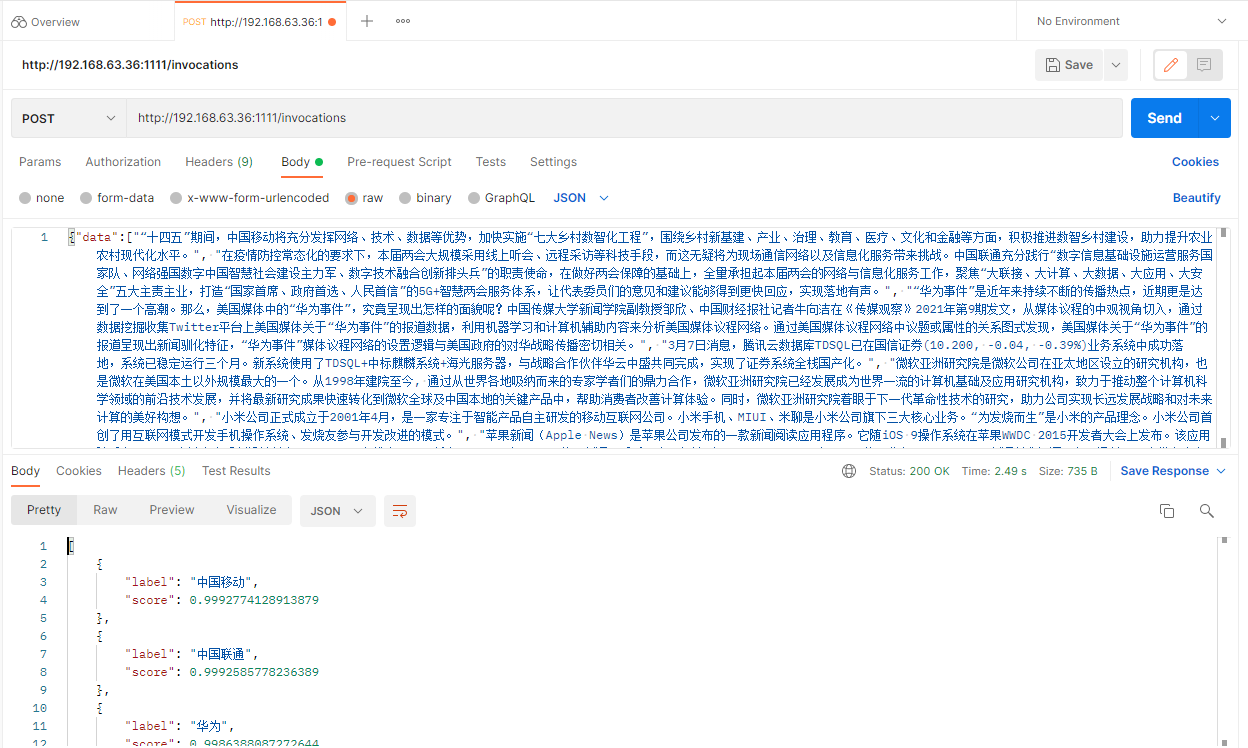 Overview
POST http://192.168.63.36:1
No Environment
http://192.168.63.36:1111/invocations
Save
POST
http://192.168.63.36:1111/invocations
Send
Params Authorization Headers (9) Body Pre-request Script Tests Settings Cookies
none form-data x-www-form-urlencoded raw binary GraphQL JSON Beautify
1 {"data":["“十四五”期间，中国移动将充分发挥网络、技术、数据等优势，加快实施“七大乡村数智化工程”，围绕乡村新基建、产业、治理、教育、医疗、文化和金融等方面，积极推进数智乡村建设，助力提升农业
农村现代化水平。", "在疫情防控常态化的要求下，本届两会大规模采用线上听会、远程采访等科技手段，而这无疑将为现场通信网络以及信息化服务带来挑战。中国联通充分践行“数字信息基础设施运营服务国
家队、网络强国数字中国智慧社会建设主力军、数字技术融合创新排头兵”的职责使命，在做好两会保障的基础上，全量承担起本届两会的网络与信息化服务工作，聚焦“大联接、大计算、大数据、大应用、大安
全”五大主责主业，打造“国家首席、政府首选、人民首信”的5G+智慧两会服务体系，让代表委员们的意见和建议能够得到更快回应，实现落地有声。", "“华为事件”是近年来持续不断的传播热点，近期更是达
到了一个高潮。那么，美国媒体中的“华为事件”，究竟呈现出怎样的面貌呢？中国传媒大学新闻学院副教授邹欣、中国财经报社记者牛向洁在《传媒观察》2021年第9期发文，从媒体议程的中观视角切入，通过
数据挖掘收集Twitter平台上美国媒体关于“华为事件”的报道数据，利用机器学习和计算机辅助内容来分析美国媒体议程网络。通过美国媒体议程网络中议题或属性的关系图式发现，美国媒体关于“华为事件”的
报道呈现出新闻驯化特征，“华为事件”媒体议程网络的设置逻辑与美国政府的对华战略传播密切相关。", "3月7日消息，腾讯云数据库TDSQL已在国信证券(10.200, -0.04, -0.39%)业务系统中成功落
地，系统已稳定运行三个月。新系统使用了TDSQL+中标麒麟系统+海光服务器，与战略合作伙伴华云中盛共同完成，实现了证券系统全栈国产化。", "微软亚洲研究院是微软公司在亚太地区设立的研究机构，也
是微软在美国本土以外规模最大的一个。从1998年建院至今，通过从世界各地吸纳而来的专家学者们的鼎力合作，微软亚洲研究院已经发展成为世界一流的计算机基础及应用研究机构，致力于推动整个计算机科
学领域的前沿技术发展，并将最新研究成果快速转化到微软全球及中国本地的关键产品中，帮助消费者改善计算体验。同时，微软亚洲研究院着眼于下一代革命性技术的研究，助力公司实现长远发展战略和对未来
计算的美好构想。", "小米公司正式成立于2001年4月，是一家专注于智能产品自主研发的移动互联网公司。小米手机、MIUI、米聊是小米公司旗下三大核心业务。“为发烧而生”是小米的产品理念。小米公司首
创了用互联网模式开发手机操作系统、发烧友参与开发改进的模式。", "苹果新闻（Apple News）是苹果公司发布的一款新闻阅读应用程序。它随iOS 9操作系统在苹果WWDC 2015开发者大会上发布。该应用
Body Cookies Headers (5) Test Results Status: 200 OK Time: 2.49 s Size: 735 B Save Response
Pretty Raw Preview Visualize JSON
1 [
2 {
3 "label": "中国移动",
4 "score": 0.9992774128913879
5 },
6 {
7 "label": "中国联通",
8 "score": 0.9992585778236389
9 },
10 {
11 "label": "华为",
12 "score": 0.9986388087272644